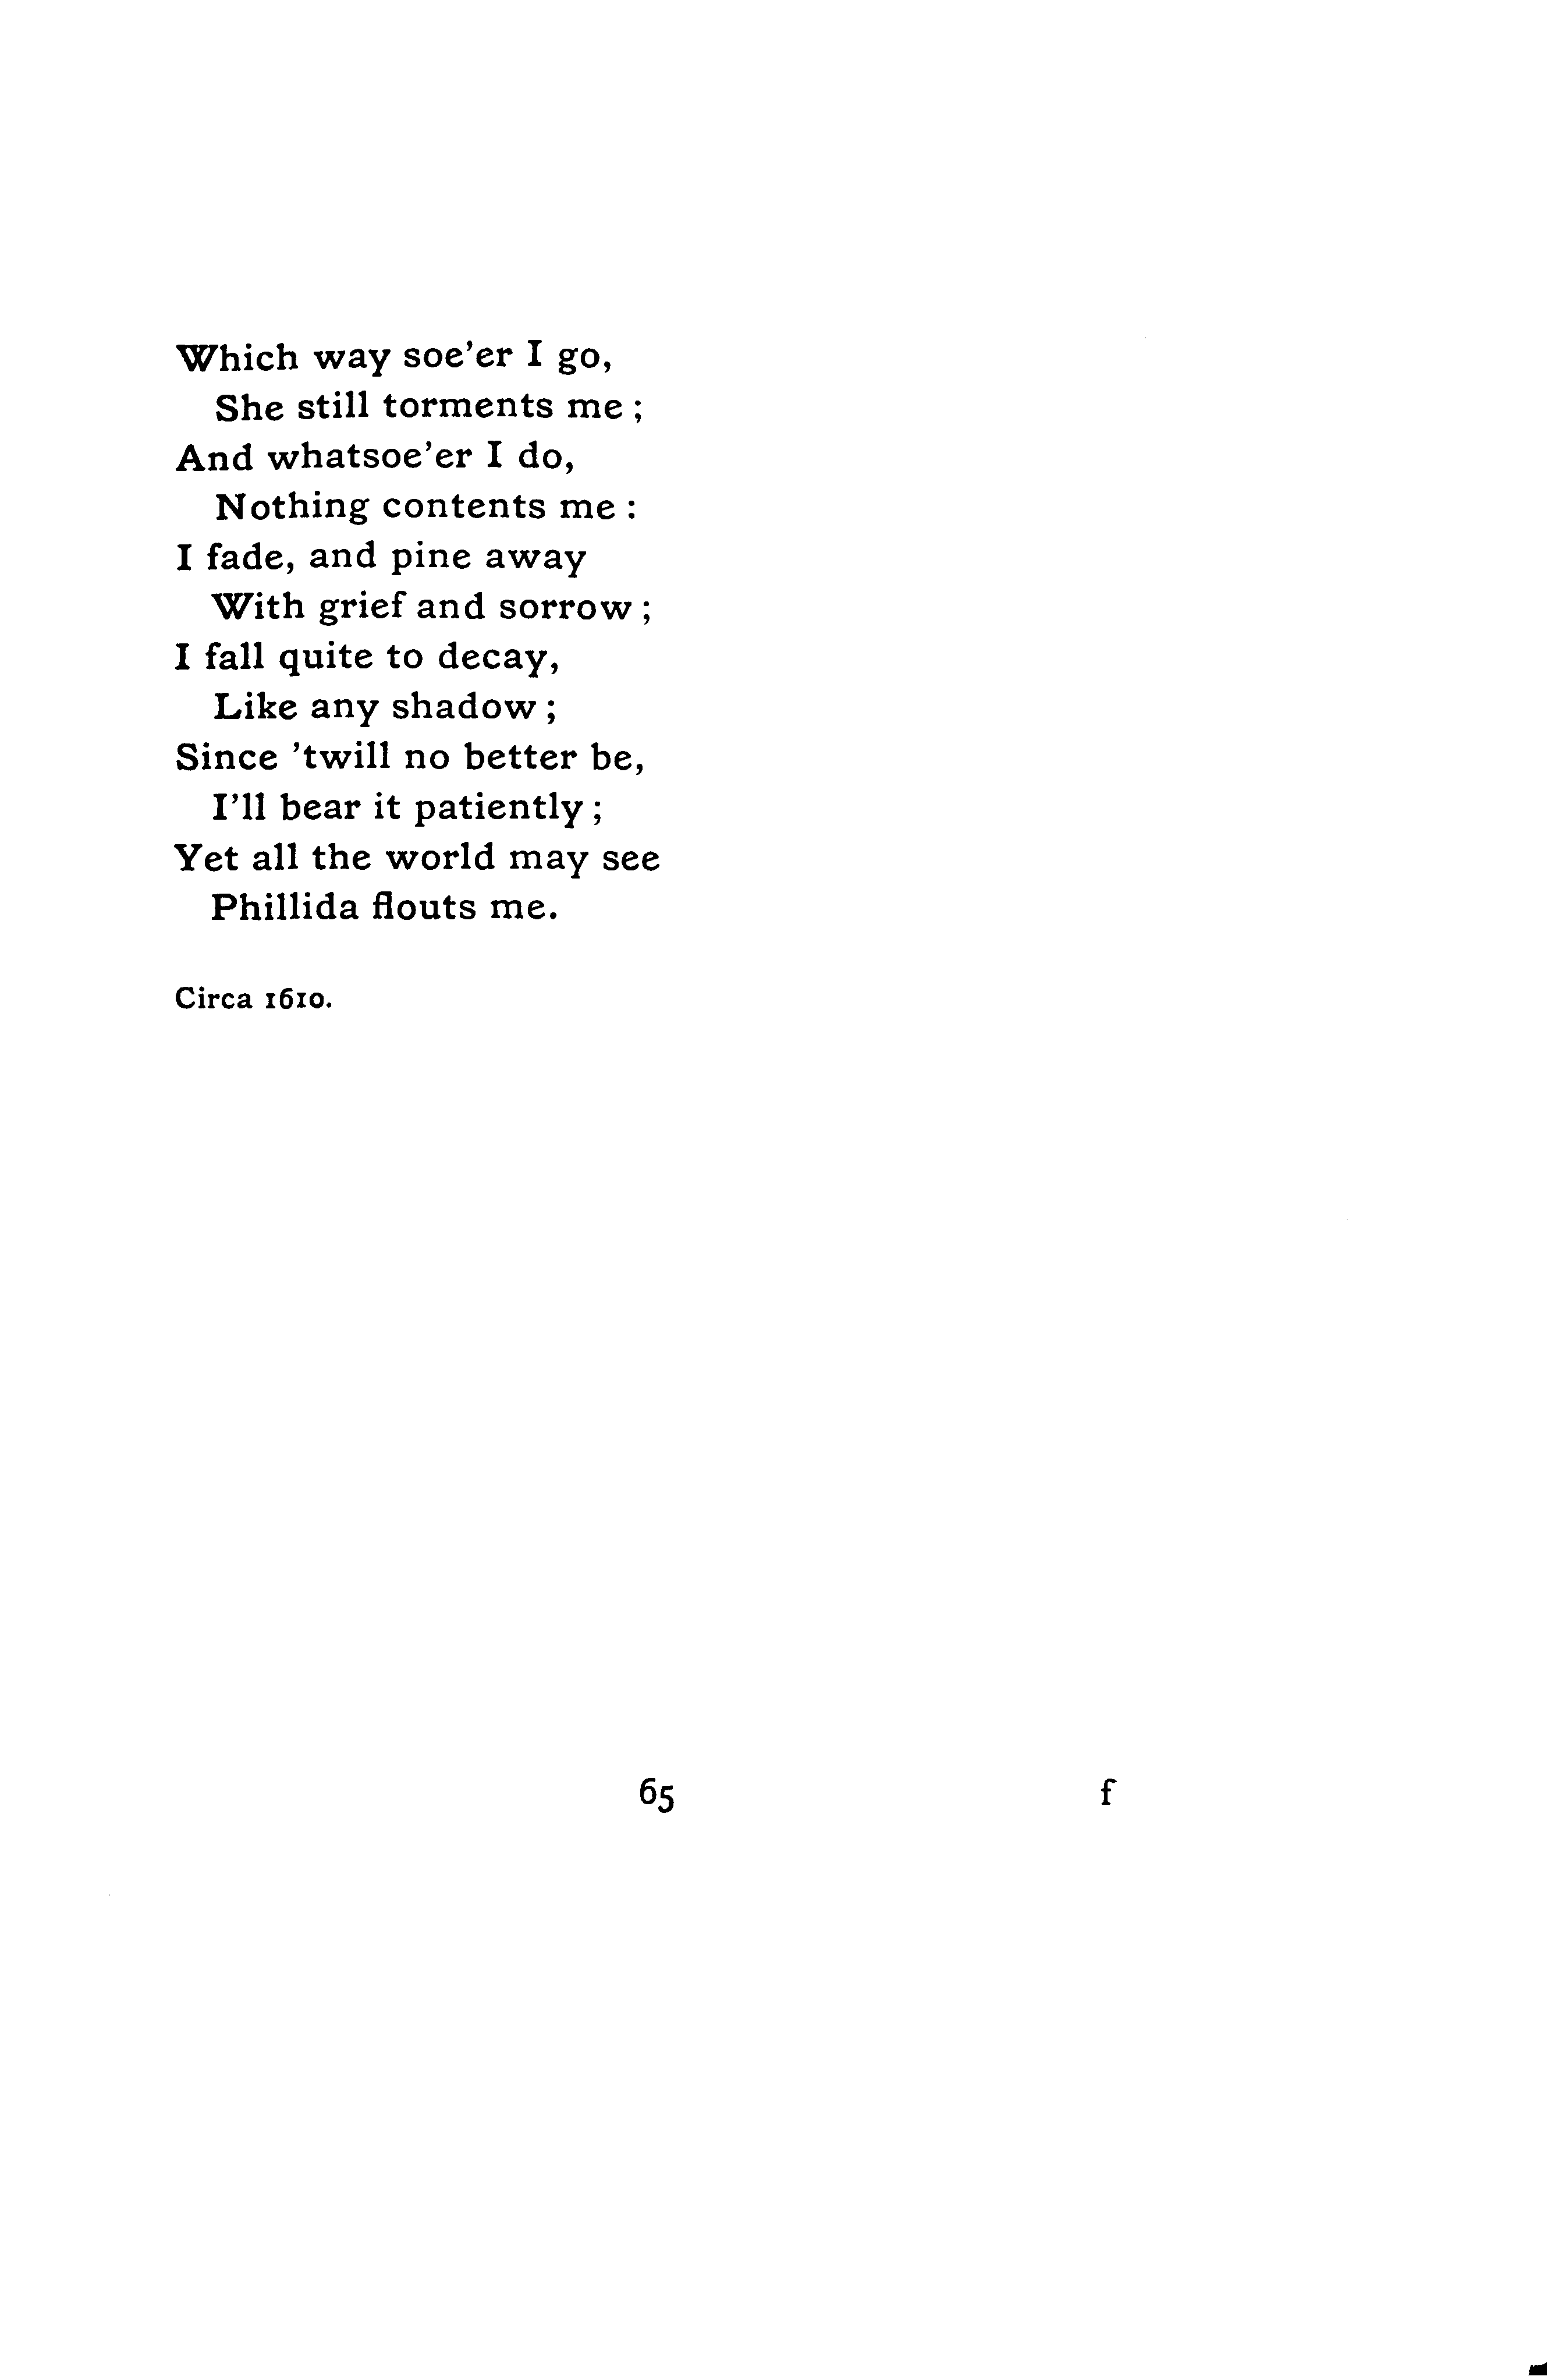 Which way soe'er I go,
She still torments me ;
And whatsoe'er I do,
Nothing contents me :
I fade, and pine away
With grief and sorrow ;
I fall quite to decay,
Like any shadow ;
Since 'twill no better be,
I'll bear it patiently ;
Yet all the world may see
Phillida flouts me.
Circa 1610.
65 f